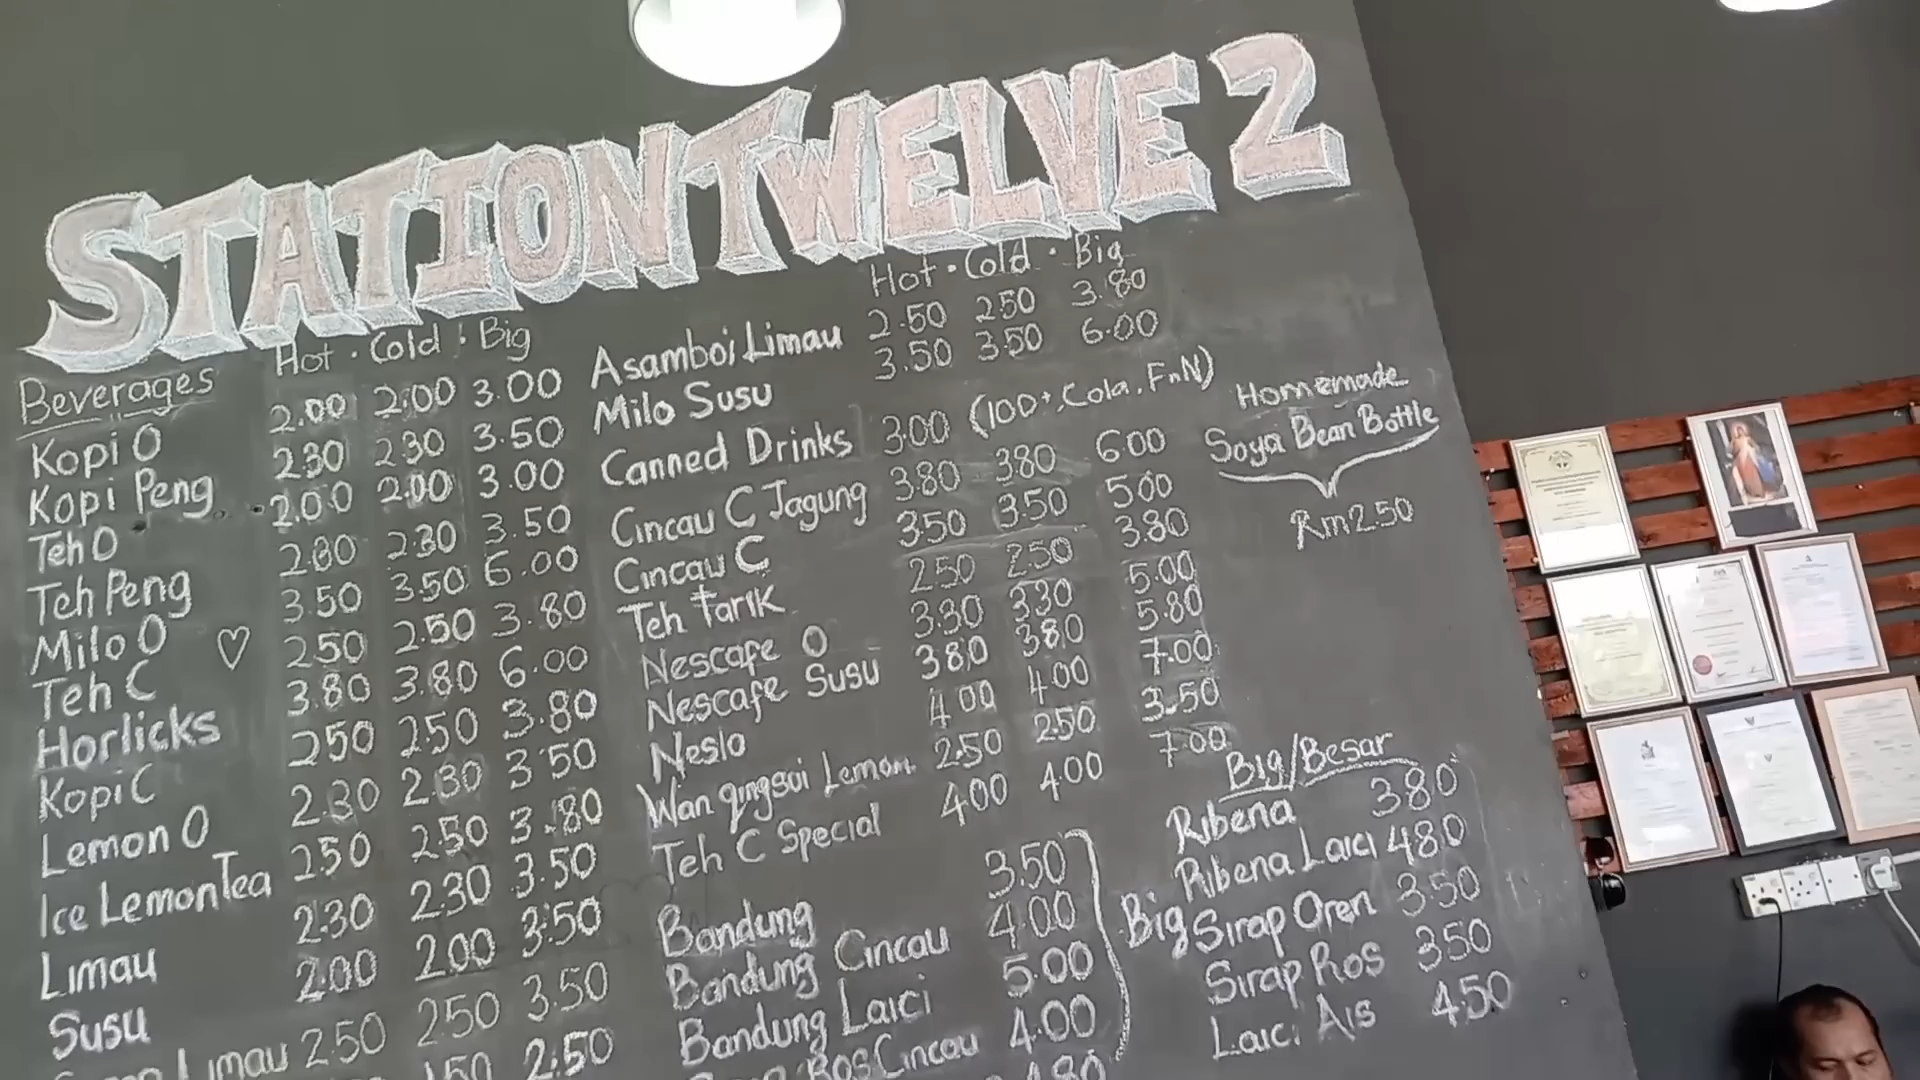 STATION TWELVE 2
Beverages Hot · Cold · Big
Kopi O 2.00 2.00 3.00
Kopi Peng 2.30 2.30 3.50
Teh O 2.00 2.00 3.00
Teh Peng 2.30 2.30 3.50
Milo O ♡ 3.50 3.50 6.00
Teh C 2.50 2.50 3.80
Horlicks 3.80 3.80 6.00
Kopi C 2.50 2.50 3.80
Lemon O 2.30 2.30 3.50
Ice Lemon Tea 2.50 2.50 3.80
Limau 2.30 2.30 3.50
Susu 2.00 2.00 3.50
Limau 2.50 2.50 3.50
1.50 2.50
Hot · Cold · Big
Asamboi Limau 2.50 2.50 3.80
Milo Susu 3.50 3.50 6.00
Canned Drinks 3.00 (100+, Cola, FnN)
Cincau C Jagung 3.80 3.80 6.00
Cincau C 3.50 3.50 5.00
Teh Tarik 2.50 2.50 3.80
Nescafe O 3.30 3.30 5.00
Nescafe Susu 3.80 3.80 5.80
Neslo 4.00 4.00 7.00
Wan qingsoi Lemon 2.50 2.50 3.50
Teh C Special 4.00 4.00 7.00
Bandung 3.50
Bandung Cincau 4.00
Bandung Laici 5.00
Ros Cincau 4.00
4.80
Big
Homemade
Soya Bean Bottle
Rm2.50
Big/Besar
Ribena 3.80
Ribena Laici 4.80
Sirap Oren 3.50
Sirap Ros 3.50
Laici Ais 4.50